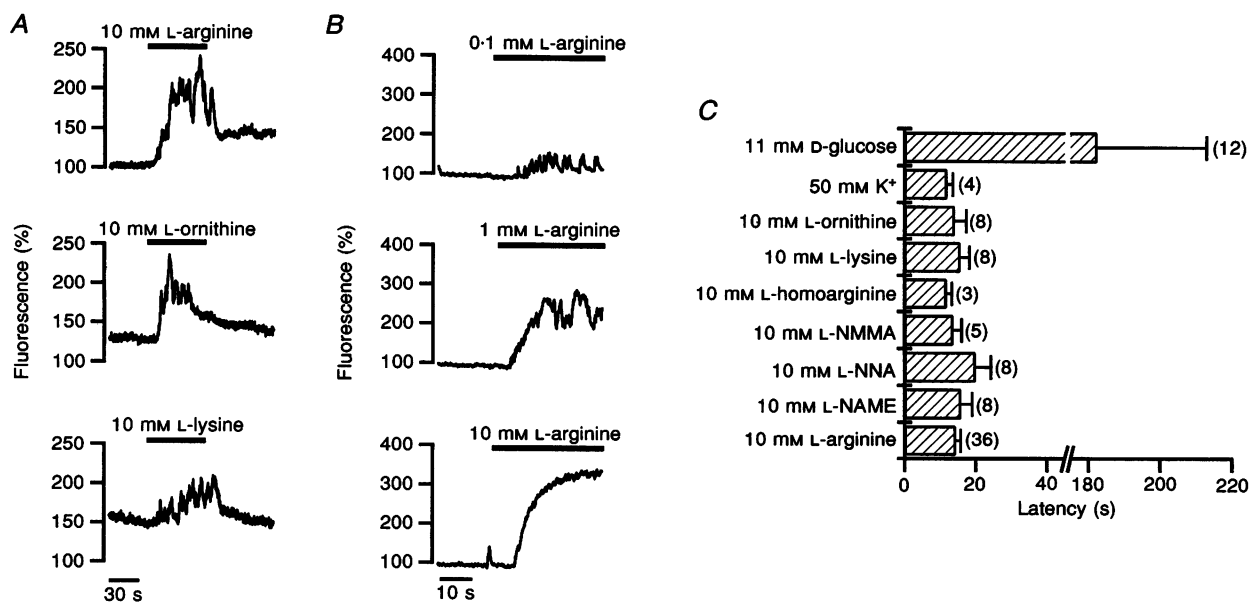 A
10 mM L-arginine
250
200
150
100
10 mM L-ornithine
250
200
150
100
10 mM L-lysine
250
200
150
100
Fluorescence (%)
30 s
B
0·1 mM L-arginine
400
300
200
100
1 mM L-arginine
400
300
200
100
10 mM L-arginine
400
300
200
100
Fluorescence (%)
10 s
C
11 mM D-glucose (12)
50 mM K⁺ (4)
10 mM L-ornithine (8)
10 mM L-lysine (8)
10 mM L-homoarginine (3)
10 mM L-NMMA (5)
10 mM L-NNA (8)
10 mM L-NAME (8)
10 mM L-arginine (36)
0 20 40 180 200 220
Latency (s)